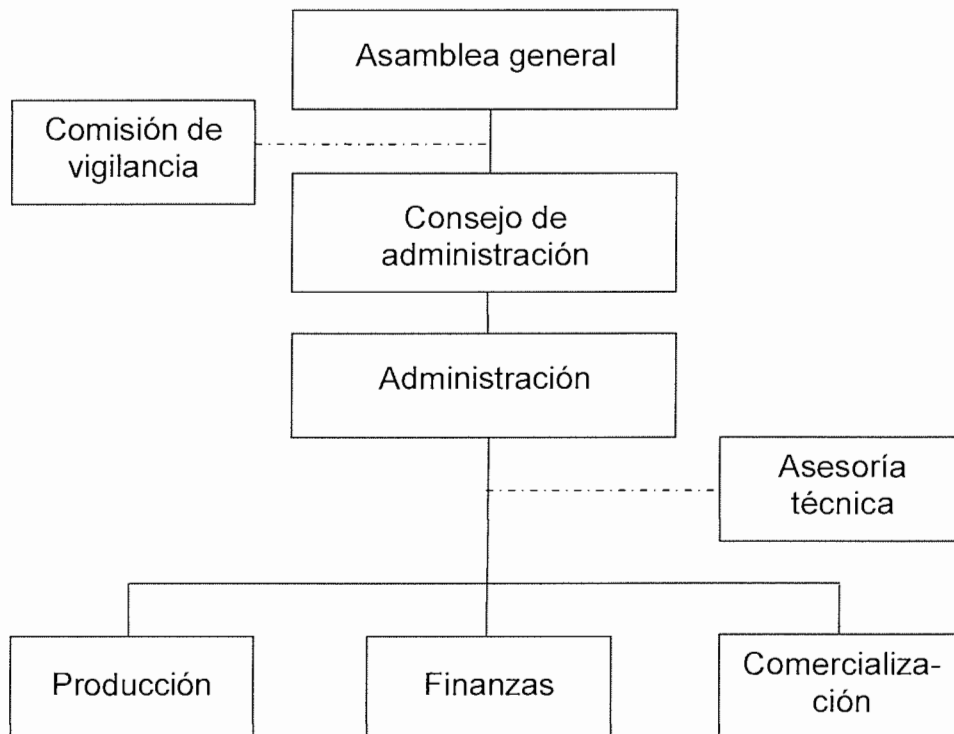 Asamblea general
Comisión de
vigilancia
Consejo de
administración
Administración
Asesoría
técnica
Producción
Finanzas
Comercializa-
ción